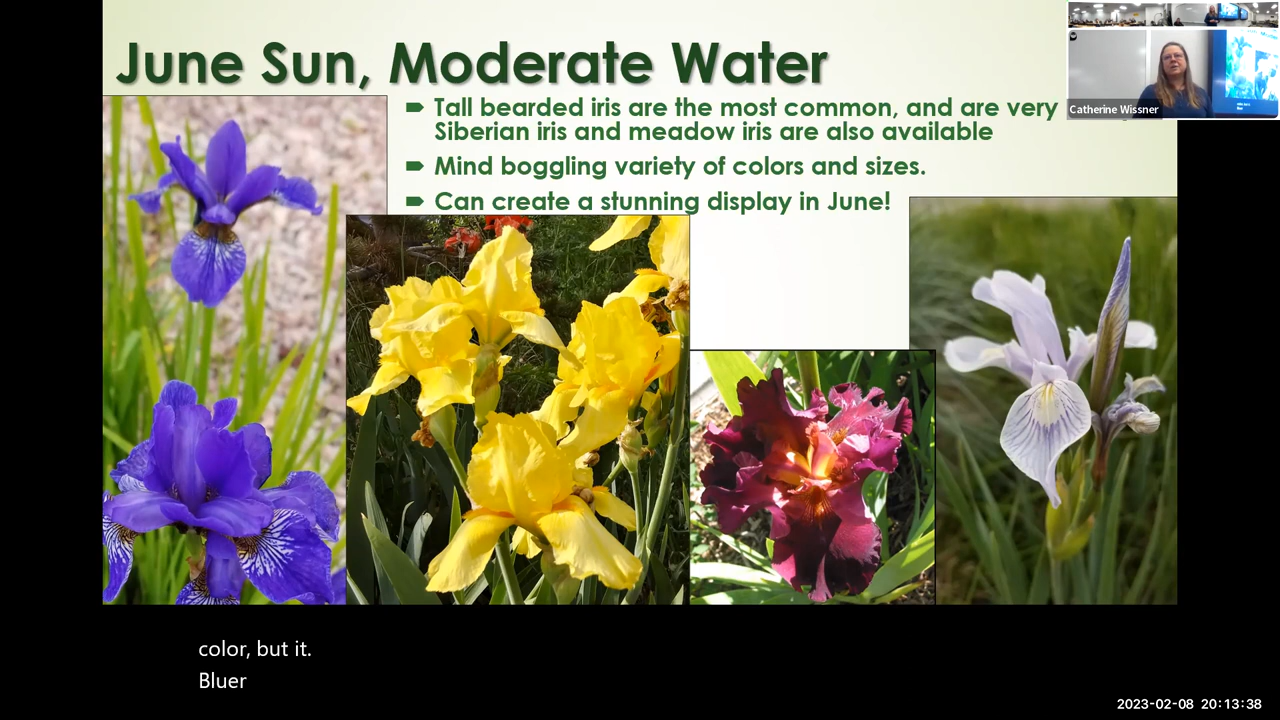 June Sun, Moderate Water
Tall bearded iris are the most common, and are very
Siberian iris and meadow iris are also available
Mind boggling variety of colors and sizes.
Can create a stunning display in June!
Catherine Wissner
color, but it.
Bluer
2023-02-08 20:13:38